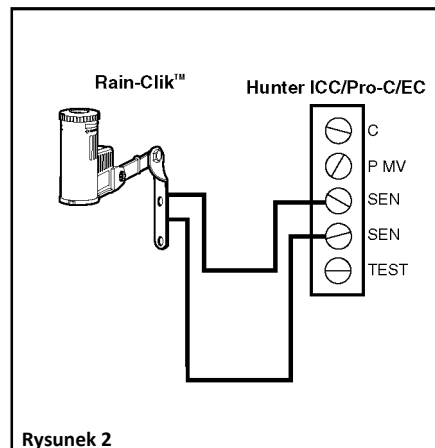 Rain-Clik™
Hunter ICC/Pro-C/EC
C
P MV
SEN
SEN
TEST
Rysunek 2